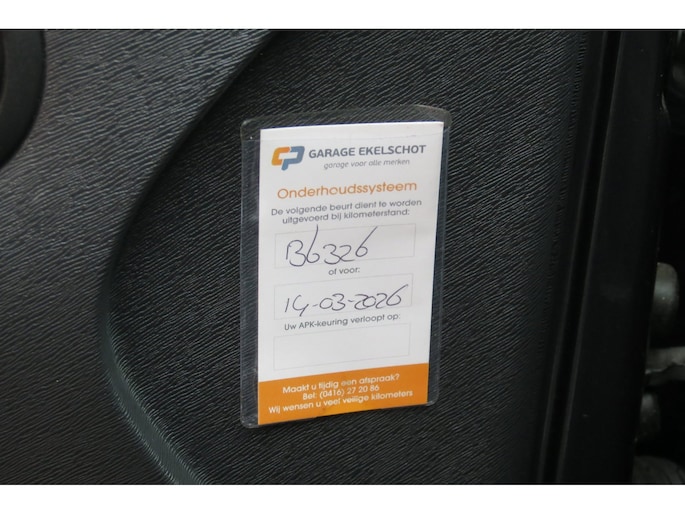 GARAGE EKELSCHOT
garage voor alle merken
Onderhoudssysteem
De volgende beurt dient te worden
uitgevoerd bij kilometerstand:
136326
of voor:
14-03-2026
Uw APK-keuring verloopt op:
Maakt u tijdig een afspraak?
Bel: (0416) 27 20 86
Wij wensen u veel veilige kilometers